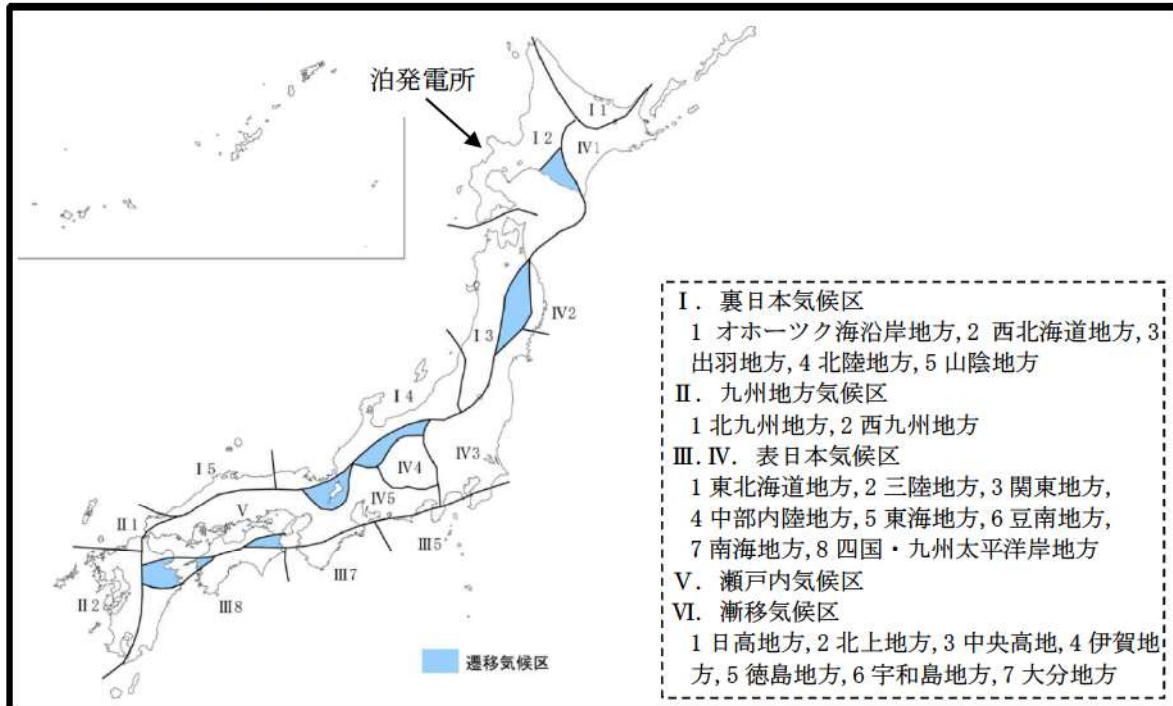 泊発電所
Ⅰ1
Ⅰ2
Ⅳ1
Ⅳ2
Ⅰ3
Ⅰ4
Ⅳ3
Ⅳ4
Ⅰ5
Ⅳ5
Ⅴ
Ⅱ1
Ⅲ5
Ⅲ7
Ⅱ2
Ⅲ8
遷移気候区
Ⅰ. 裏日本気候区
1 オホーツク海沿岸地方, 2 西北海道地方, 3
出羽地方, 4 北陸地方, 5 山陰地方
Ⅱ. 九州地方気候区
1 北九州地方, 2 西九州地方
Ⅲ.Ⅳ. 表日本気候区
1 東北海道地方, 2 三陸地方, 3 関東地方,
4 中部内陸地方, 5 東海地方, 6 豆南地方,
7 南海地方, 8 四国・九州太平洋岸地方
Ⅴ. 瀬戸内気候区
Ⅵ. 漸移気候区
1 日高地方, 2 北上地方, 3 中央高地, 4 伊賀地
方, 5 徳島地方, 6 宇和島地方, 7 大分地方